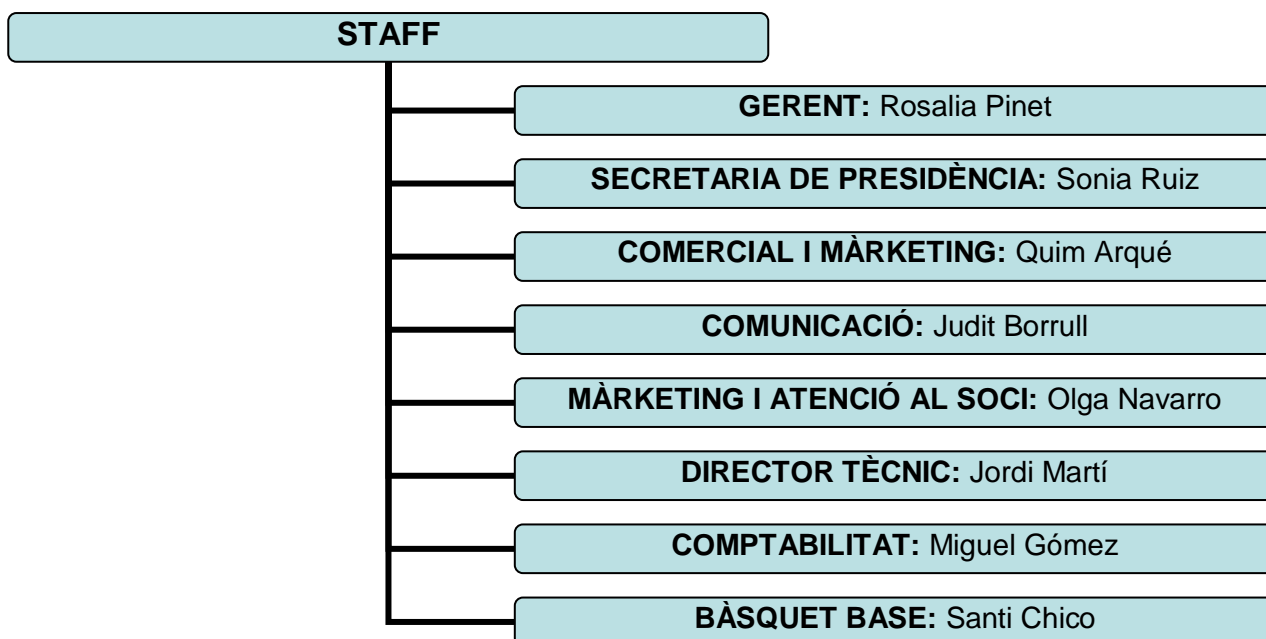 STAFF
GERENT: Rosalia Pinet
SECRETARIA DE PRESIDÈNCIA: Sonia Ruiz
COMERCIAL I MÀRKETING: Quim Arqué
COMUNICACIÓ: Judit Borrull
MÀRKETING I ATENCIÓ AL SOCI: Olga Navarro
DIRECTOR TÈCNIC: Jordi Martí
COMPTABILITAT: Miguel Gómez
BÀSQUET BASE: Santi Chico